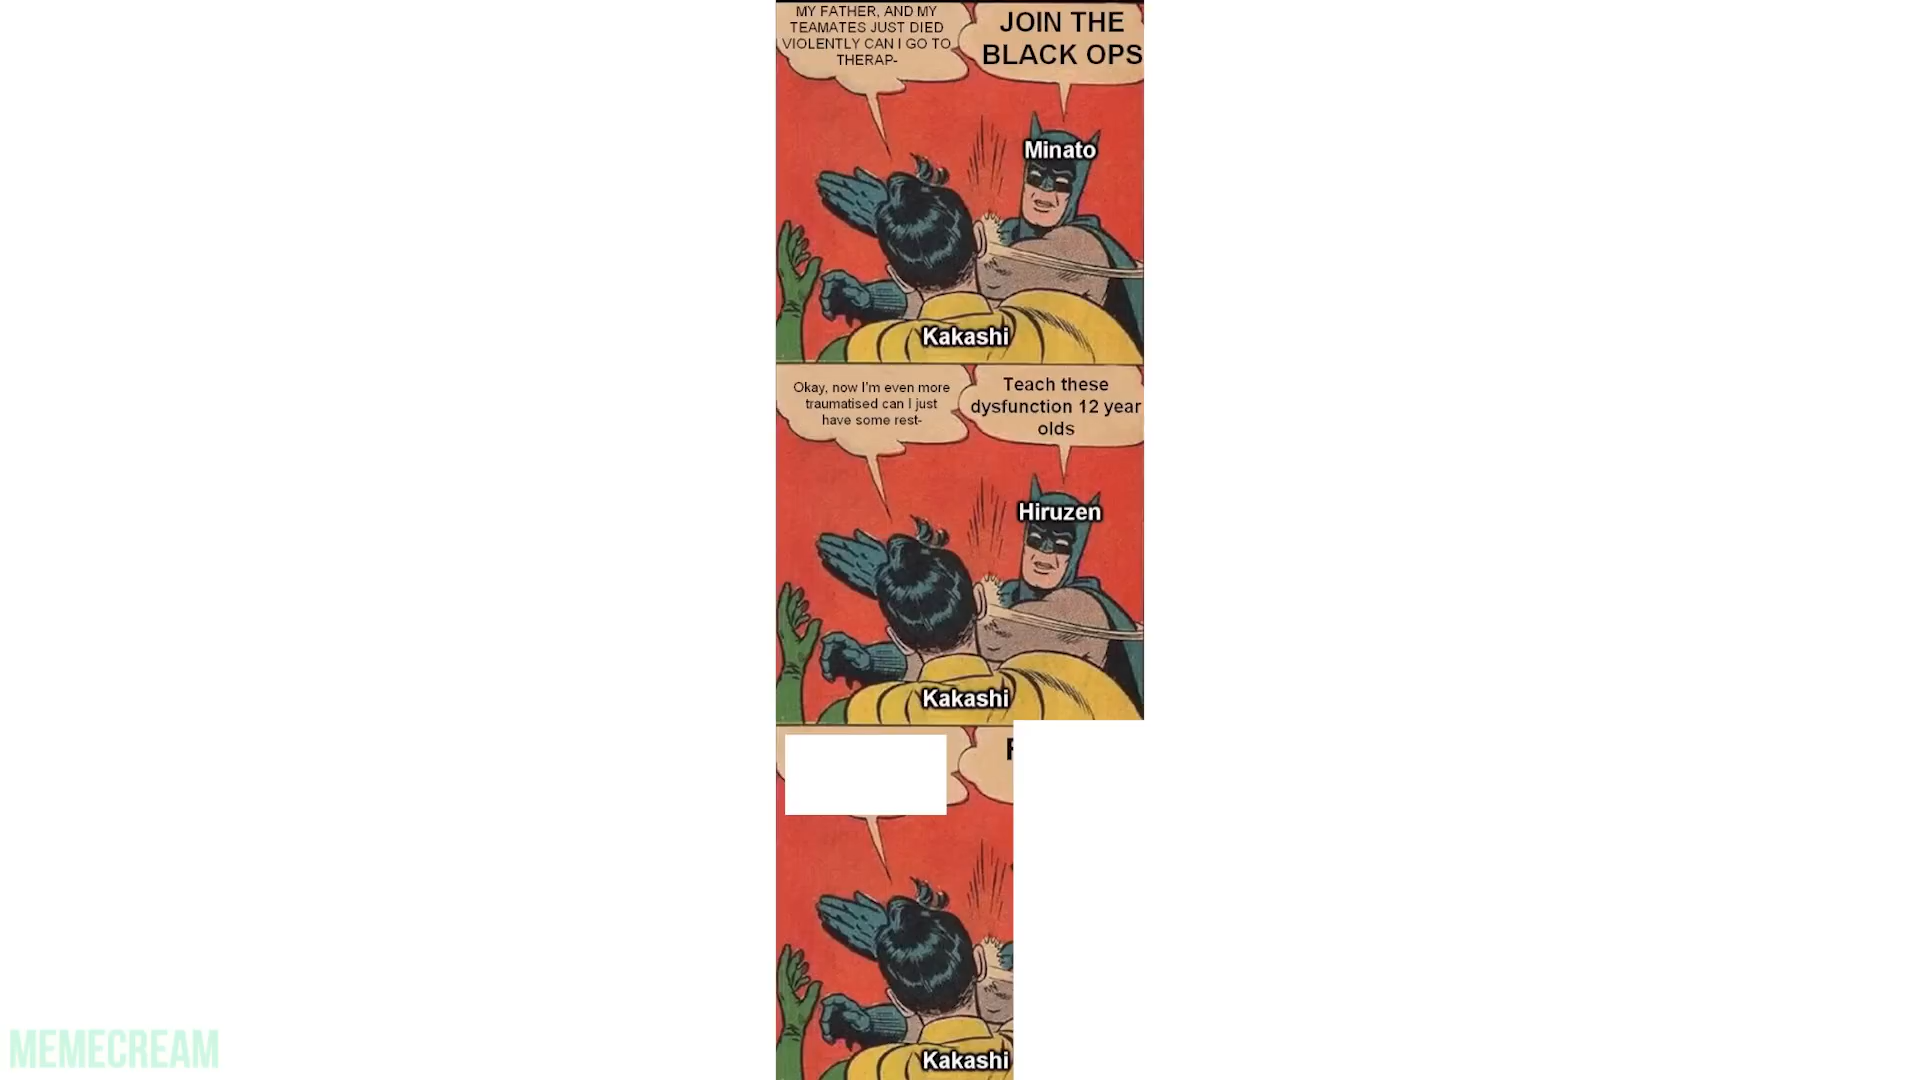 MY FATHER, AND MY
TEAMATES JUST DIED
VIOLENTLY CAN I GO TO
THERAP-
JOIN THE
BLACK OPS
Minato
Kakashi
Okay, now I'm even more
traumatised can I just
have some rest-
Teach these
dysfunction 12 year
olds
Hiruzen
Kakashi
Kakashi
MEMECREAM